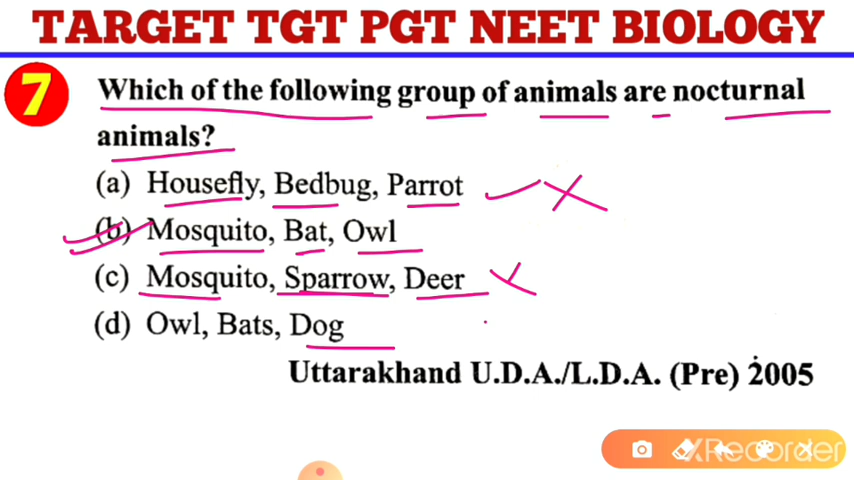 TARGET TGT PGT NEET BIOLOGY
7 Which of the following group of animals are nocturnal
animals?
(a) Housefly, Bedbug, Parrot
(b) Mosquito, Bat, Owl
(c) Mosquito, Sparrow, Deer
(d) Owl, Bats, Dog
Uttarakhand U.D.A./L.D.A. (Pre) 2005
XRecorder